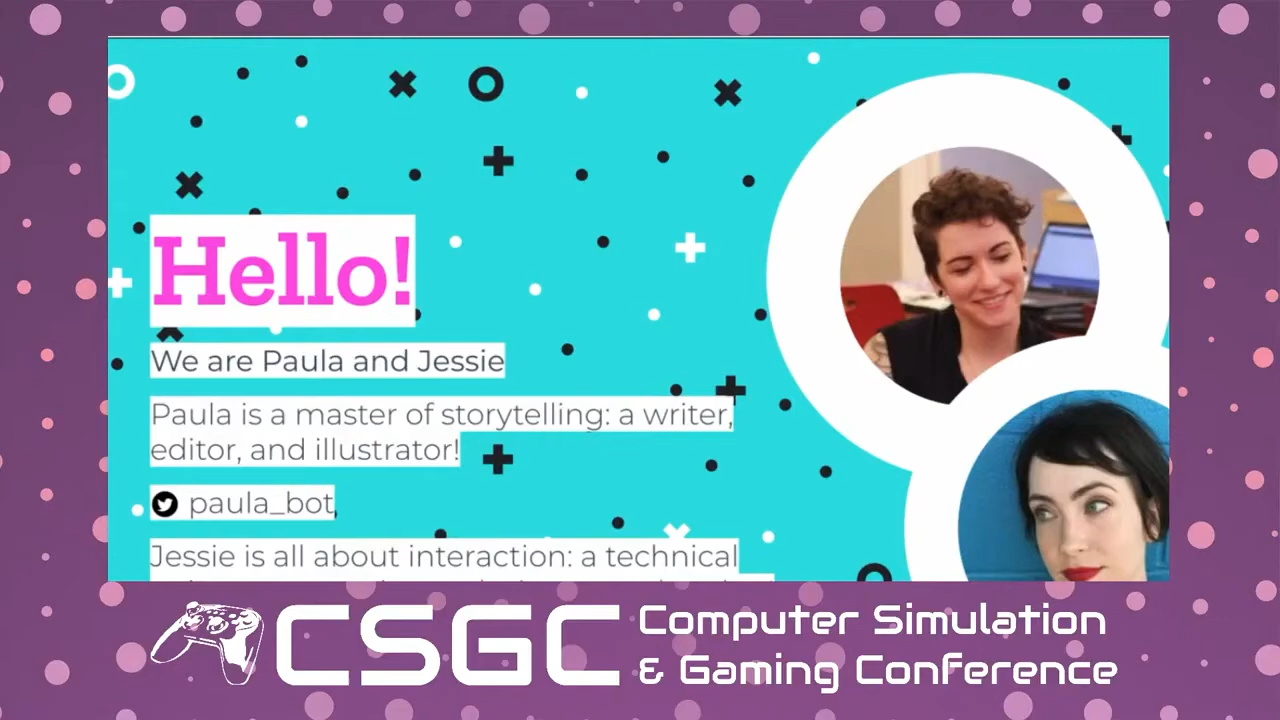 Hello!
We are Paula and Jessie
Paula is a master of storytelling: a writer,
editor, and illustrator!
paula_bot,
Jessie is all about interaction: a technical
CSGC
Computer Simulation
& Gaming Conference